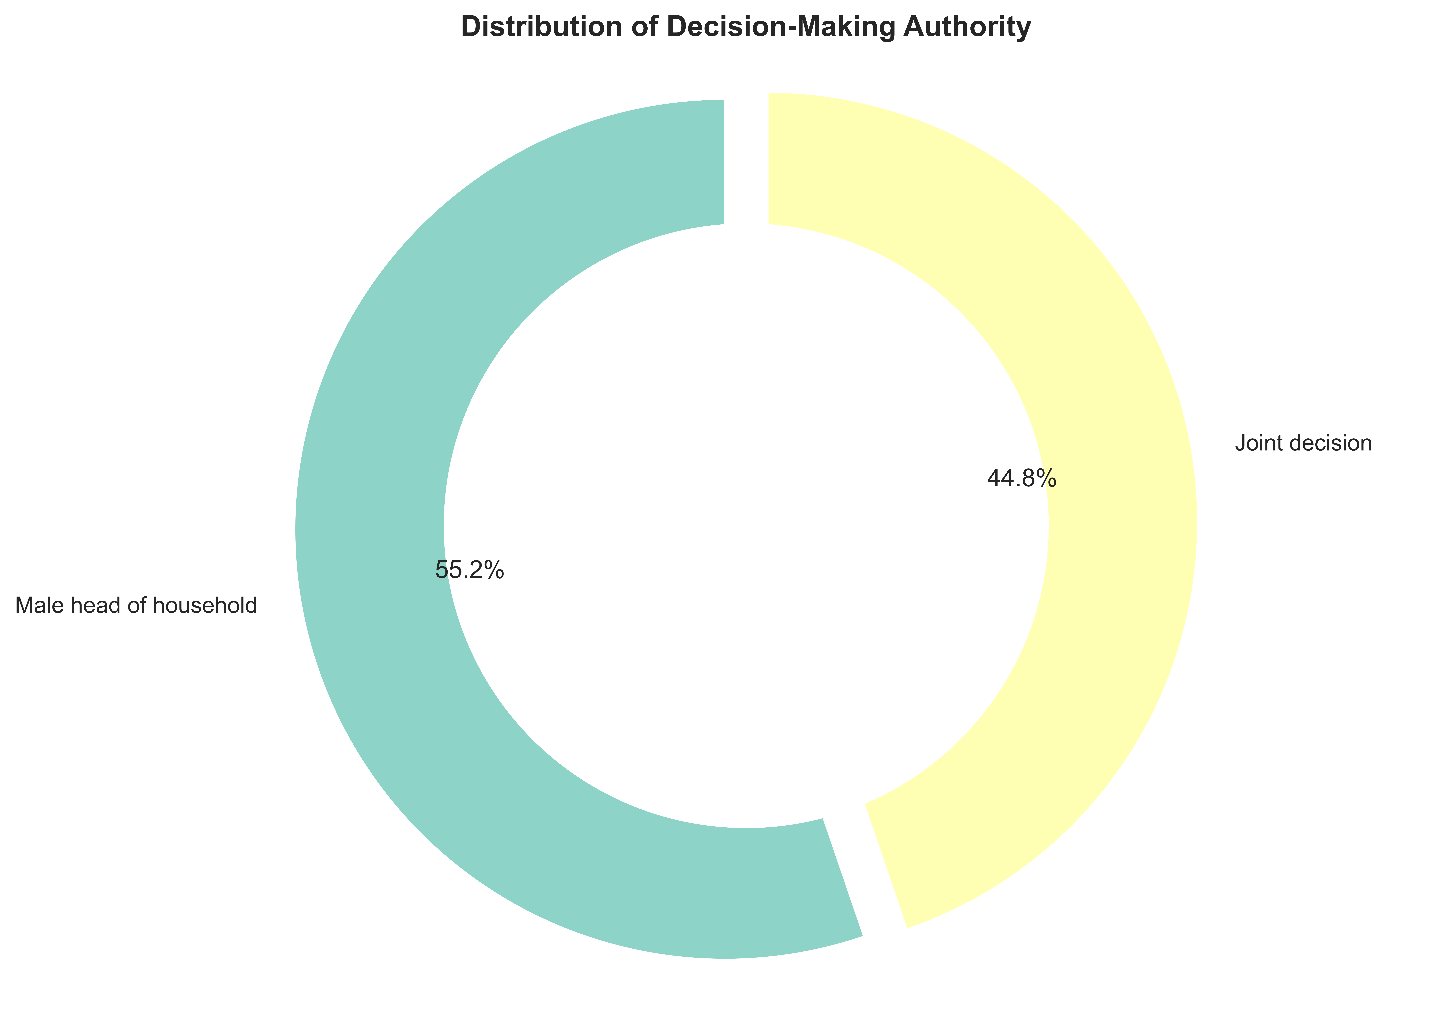 Distribution of Decision-Making Authority
Joint decision
44.8%
55.2%
Male head of household